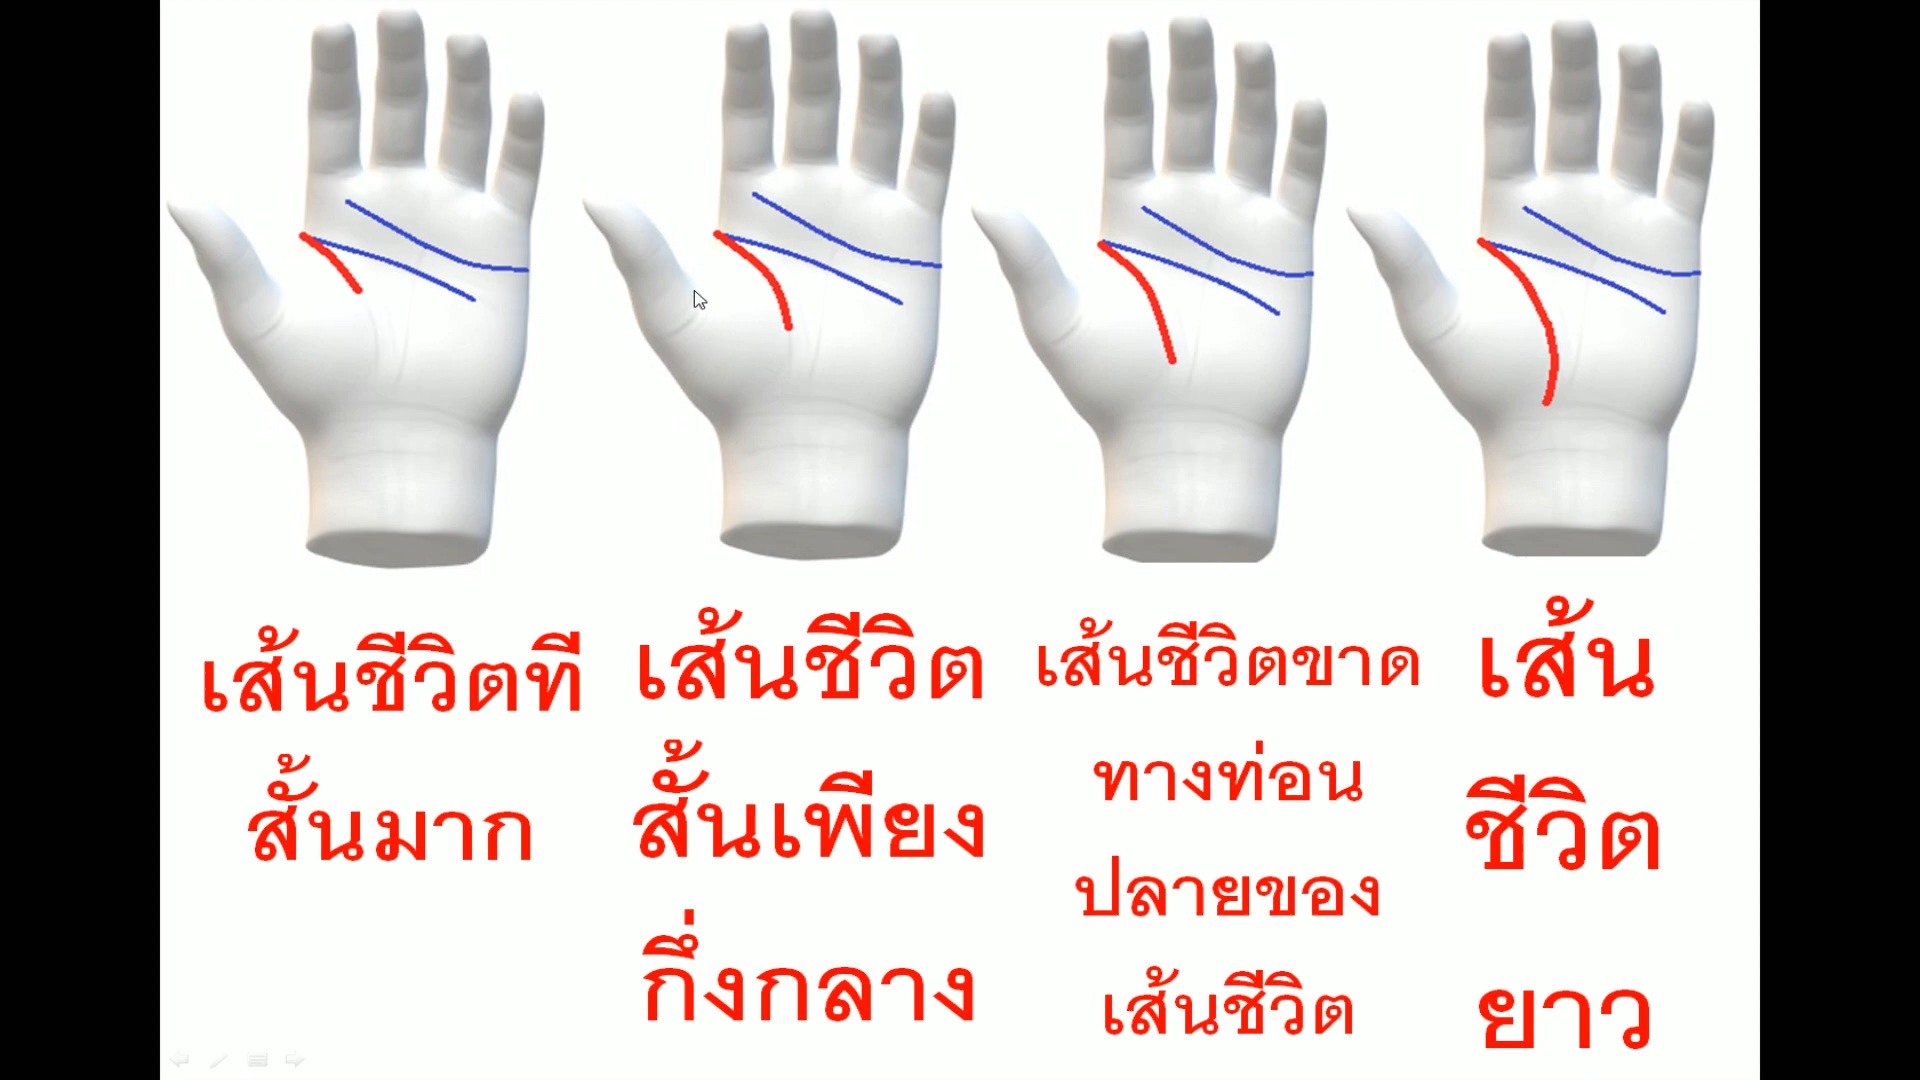 เส้นชีวิตที
สั้นมาก
เส้นชีวิต
สั้นเพียง
กึ่งกลาง
เส้นชีวิตขาด
ทางท่อน
ปลายของ
เส้นชีวิต
เส้น
ชีวิต
ยาว